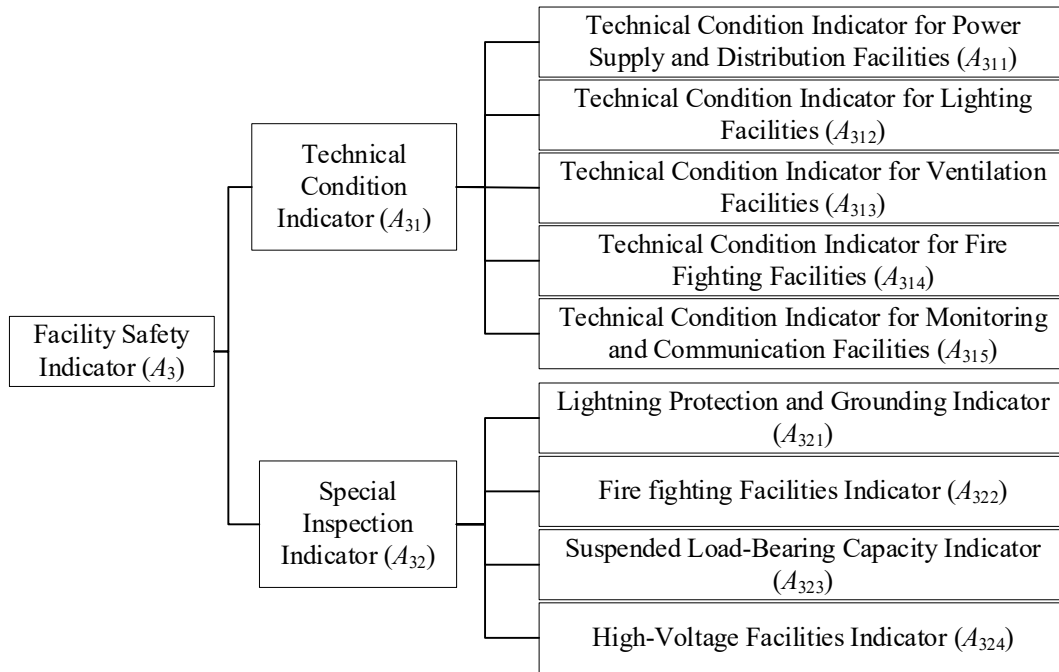 Facility Safety
Indicator (A3)
Technical
Condition
Indicator (A31)
Technical Condition Indicator for Power
Supply and Distribution Facilities (A311)
Technical Condition Indicator for Lighting
Facilities (A312)
Technical Condition Indicator for Ventilation
Facilities (A313)
Technical Condition Indicator for Fire
Fighting Facilities (A314)
Technical Condition Indicator for Monitoring
and Communication Facilities (A315)
Special
Inspection
Indicator (A32)
Lightning Protection and Grounding Indicator
(A321)
Fire fighting Facilities Indicator (A322)
Suspended Load-Bearing Capacity Indicator
(A323)
High-Voltage Facilities Indicator (A324)